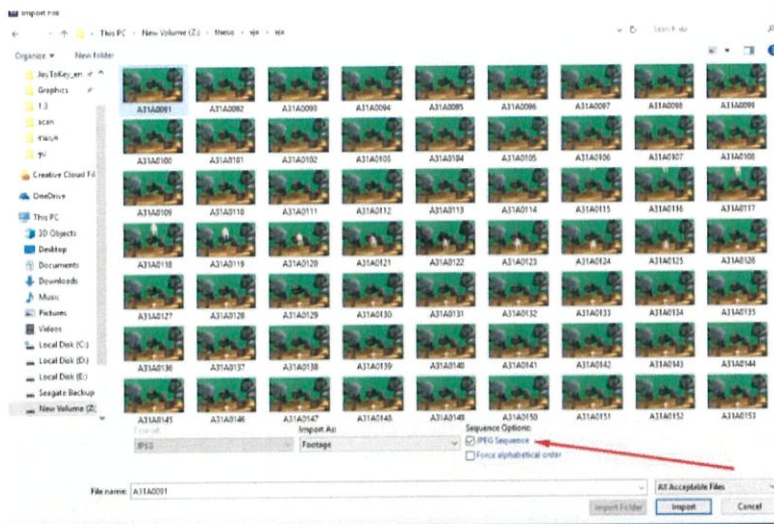 Import File
This PC > New Volume (Z:) > thesis
Organize
New Folder
JoyToKey_en
Graphics
1.3
scan
Creative Cloud Fil
OneDrive
This PC
3D Objects
Desktop
Documents
Downloads
Music
Pictures
Videos
Local Disk (C:)
Local Disk (D:)
Local Disk (E:)
Seagate Backup
New Volume (Z:
A31A0091 A31A0092 A31A0093 A31A0094 A31A0095 A31A0096 A31A0097 A31A0098 A31A0099
A31A0100 A31A0101 A31A0102 A31A0103 A31A0104 A31A0105 A31A0106 A31A0107 A31A0108
A31A0109 A31A0110 A31A0111 A31A0112 A31A0113 A31A0114 A31A0115 A31A0116 A31A0117
A31A0118 A31A0119 A31A0120 A31A0121 A31A0122 A31A0123 A31A0124 A31A0125 A31A0126
A31A0127 A31A0128 A31A0129 A31A0130 A31A0131 A31A0132 A31A0133 A31A0134 A31A0135
A31A0136 A31A0137 A31A0138 A31A0139 A31A0140 A31A0141 A31A0142 A31A0143 A31A0144
A31A0145 A31A0146 A31A0147 A31A0148 A31A0149 A31A0150 A31A0151 A31A0152 A31A0153
Format
Import As:
Sequence Options:
JPEG
Footage
JPEG Sequence
Force alphabetical order
File name: A31A0091
All Acceptable Files
Import Folder
Import
Cancel